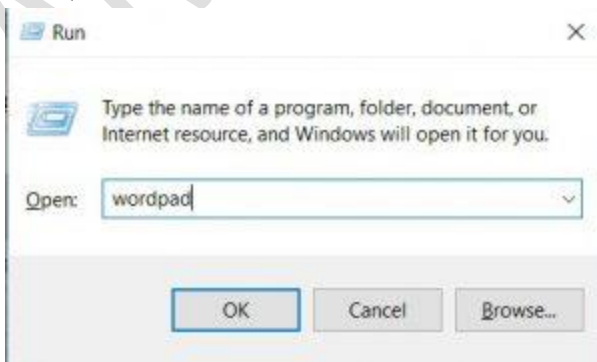 Run
Type the name of a program, folder, document, or
Internet resource, and Windows will open it for you.
Open: wordpad
OK Cancel Browse...